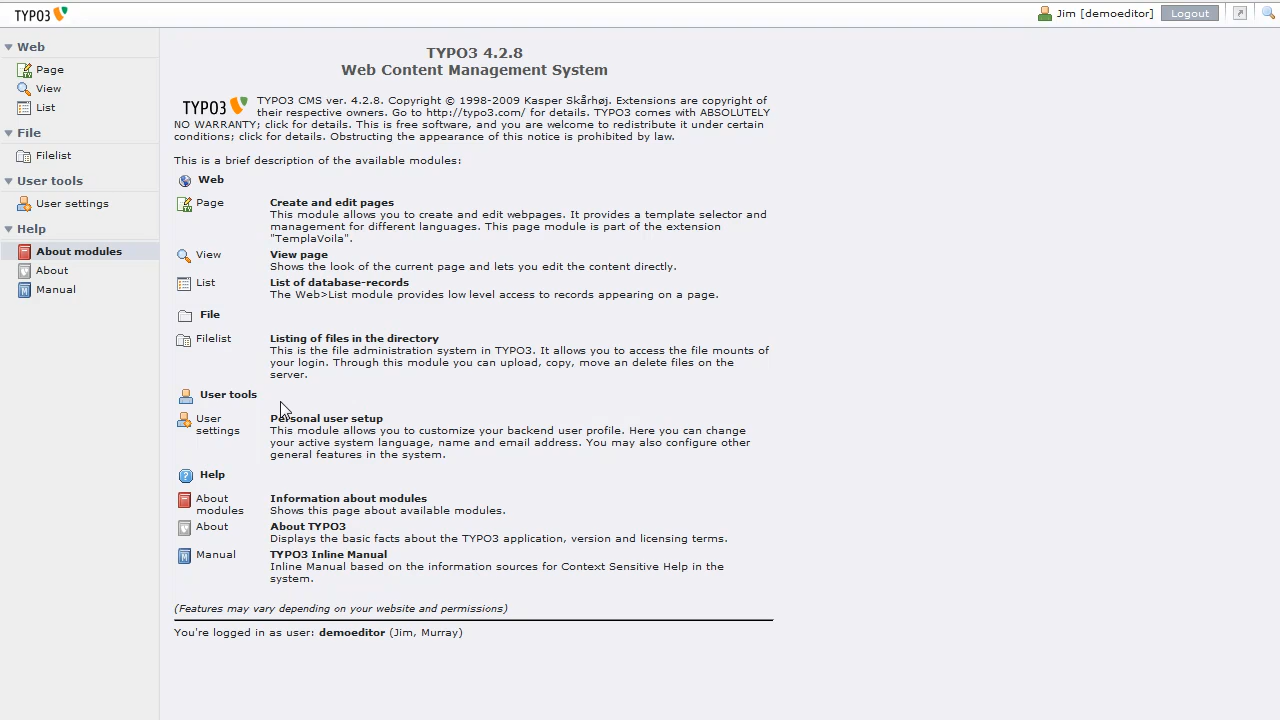 TYPO3
Jim [demoeditor]
Logout
Web
Page
View
List
File
Filelist
User tools
User settings
Help
About modules
About
Manual
TYPO3 4.2.8
Web Content Management System
TYPO3
TYPO3 CMS ver. 4.2.8. Copyright © 1998-2009 Kasper Skårhøj. Extensions are copyright of
their respective owners. Go to http://typo3.com/ for details. TYPO3 comes with ABSOLUTELY
NO WARRANTY; click for details. This is free software, and you are welcome to redistribute it under certain
conditions; click for details. Obstructing the appearance of this notice is prohibited by law.
This is a brief description of the available modules:
Web
Page
Create and edit pages
This module allows you to create and edit webpages. It provides a template selector and
management for different languages. This page module is part of the extension
"TemplaVoila".
View
View page
Shows the look of the current page and lets you edit the content directly.
List
List of database-records
The Web>List module provides low level access to records appearing on a page.
File
Filelist
Listing of files in the directory
This is the file administration system in TYPO3. It allows you to access the file mounts of
your login. Through this module you can upload, copy, move an delete files on the
server.
User tools
User
settings
Personal user setup
This module allows you to customize your backend user profile. Here you can change
your active system language, name and email address. You may also configure other
general features in the system.
Help
About
modules
Information about modules
Shows this page about available modules.
About
About TYPO3
Displays the basic facts about the TYPO3 application, version and licensing terms.
Manual
TYPO3 Inline Manual
Inline Manual based on the information sources for Context Sensitive Help in the
system.
(Features may vary depending on your website and permissions)
You're logged in as user: demoeditor (Jim, Murray)